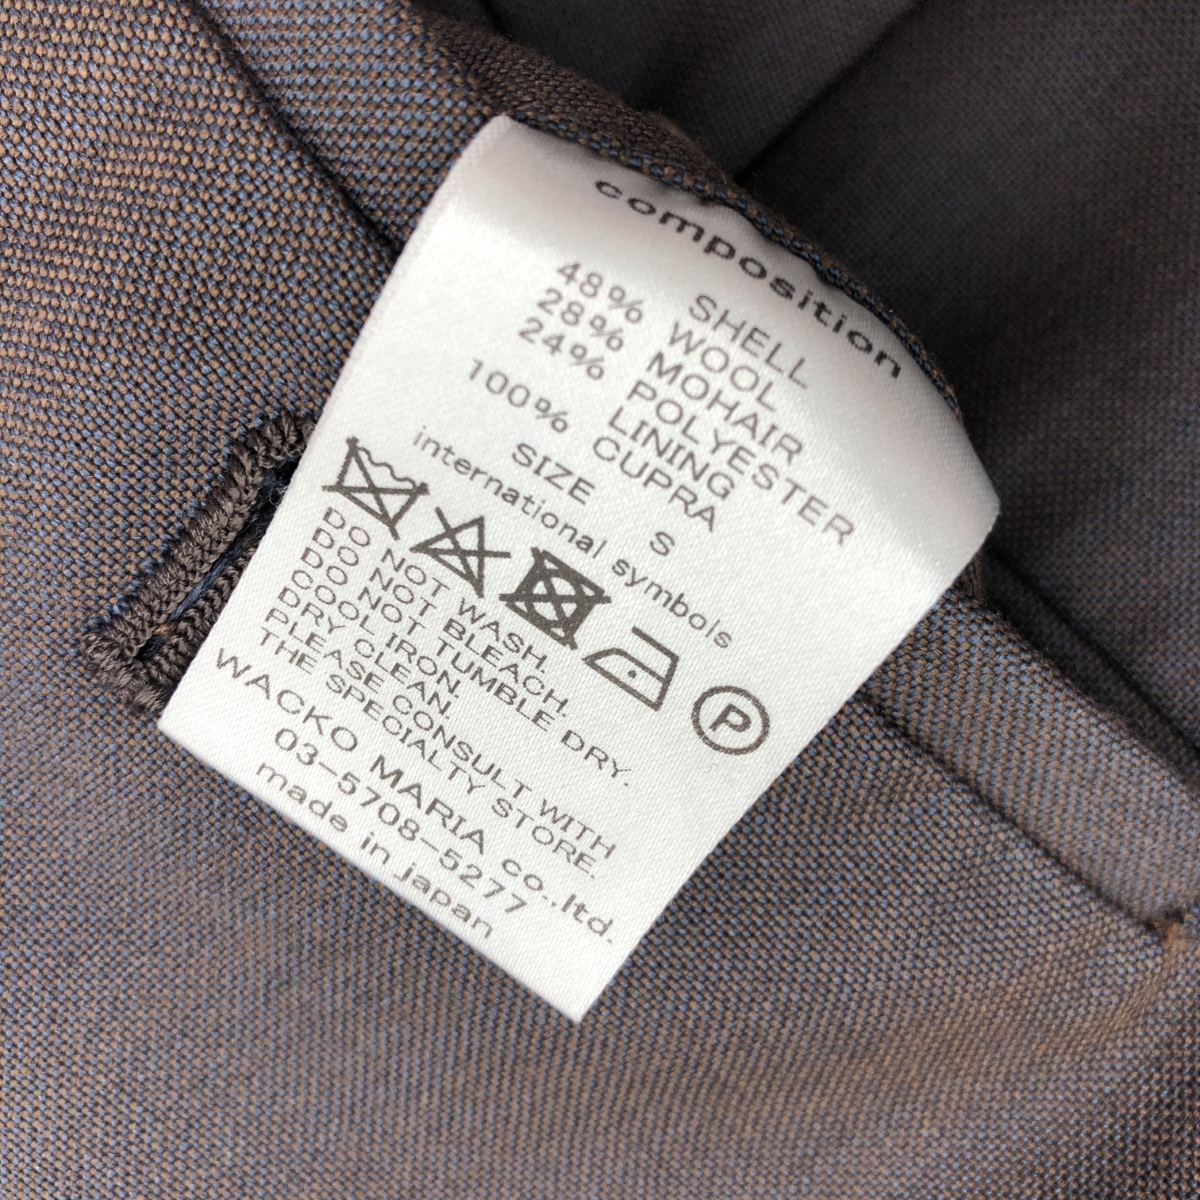 composition
SHELL
48% WOOL
28% MOHAIR
24% POLYESTER
LINING
100% CUPRA
SIZE S
international symbols
P
DO NOT WASH.
DO NOT BLEACH.
DO NOT TUMBLE DRY.
COOL IRON.
DRY CLEAN.
PLEASE CONSULT WITH
THE SPECIALTY STORE.
WACKO MARIA co.,ltd.
03-5708-5277
made in japan